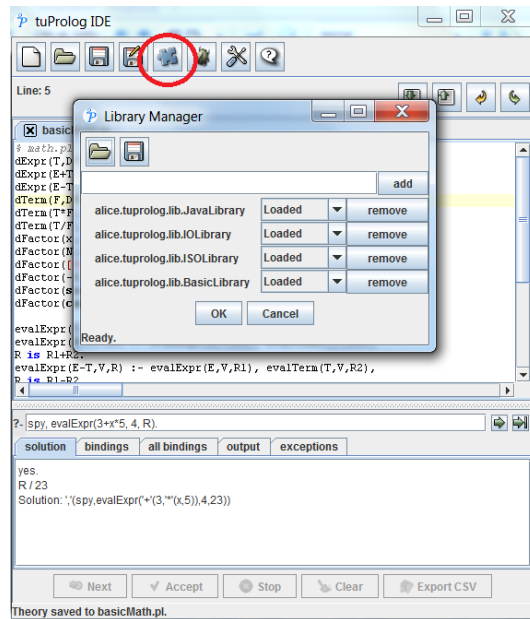 tuProlog IDE
Line: 5
Library Manager
basic
% math.pl
dExpr(T,D
dExpr(E+T
dExpr(E-T
dTerm(F,D
dTerm(T*F
dTerm(T/F
dFactor(x
dFactor(N
dFactor([
dFactor(-
dFactor(s
dFactor(c
add
alice.tuprolog.lib.JavaLibrary Loaded remove
alice.tuprolog.lib.IOLibrary Loaded remove
alice.tuprolog.lib.ISOLibrary Loaded remove
alice.tuprolog.lib.BasicLibrary Loaded remove
OK Cancel
Ready.
evalExpr(
evalExpr(
R is R1+R2.
evalExpr(E-T,V,R) :- evalExpr(E,V,R1), evalTerm(T,V,R2),
R is R1-R2
?- spy, evalExpr(3+x*5, 4, R).
solution bindings all bindings output exceptions
yes.
R / 23
Solution: ','(spy,evalExpr('+'(3,'*'(x,5)),4,23))
Next Accept Stop Clear Export CSV
Theory saved to basicMath.pl.